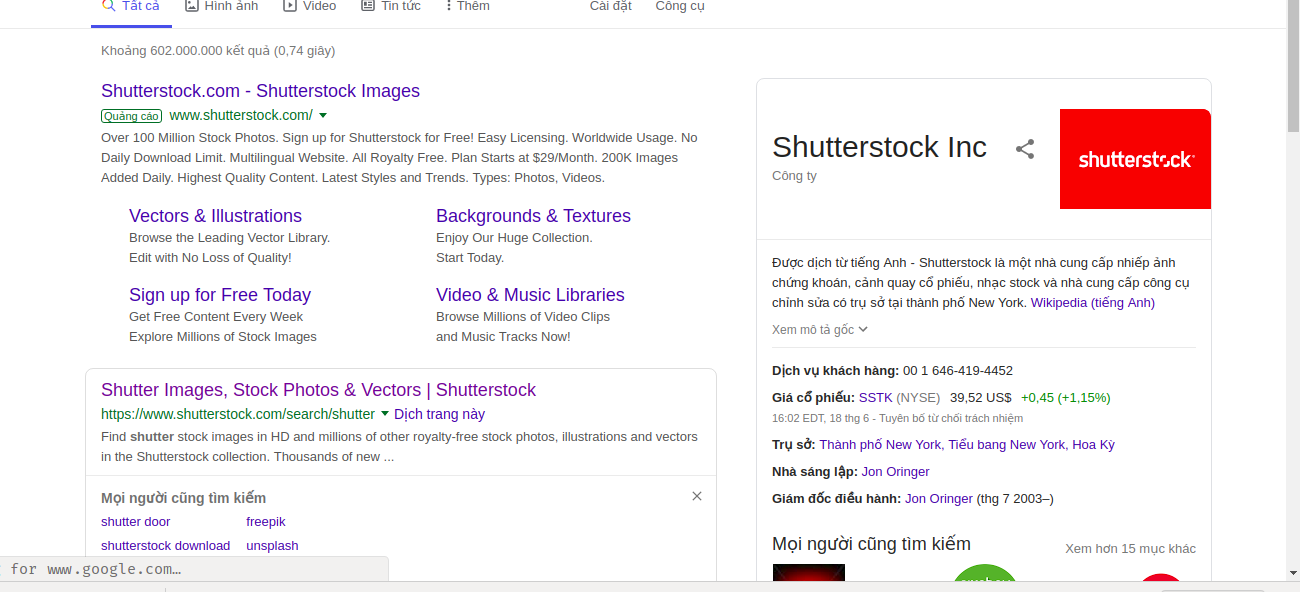 Tất cả
Hình ảnh
Video
Tin tức
Thêm
Cài đặt
Công cụ
Khoảng 602.000.000 kết quả (0,74 giây)
Shutterstock.com - Shutterstock Images
Quảng cáo www.shutterstock.com/
Over 100 Million Stock Photos. Sign up for Shutterstock for Free! Easy Licensing. Worldwide Usage. No
Daily Download Limit. Multilingual Website. All Royalty Free. Plan Starts at $29/Month. 200K Images
Added Daily. Highest Quality Content. Latest Styles and Trends. Types: Photos, Videos.
Vectors & Illustrations
Browse the Leading Vector Library.
Edit with No Loss of Quality!
Backgrounds & Textures
Enjoy Our Huge Collection.
Start Today.
Sign up for Free Today
Get Free Content Every Week
Explore Millions of Stock Images
Video & Music Libraries
Browse Millions of Video Clips
and Music Tracks Now!
Shutter Images, Stock Photos & Vectors | Shutterstock
https://www.shutterstock.com/search/shutter Dịch trang này
Find shutter stock images in HD and millions of other royalty-free stock photos, illustrations and vectors
in the Shutterstock collection. Thousands of new ...
Mọi người cũng tìm kiếm
shutter door
freepik
shutterstock download
unsplash
for www.google.com…
Shutterstock Inc
Công ty
shutterstock
Được dịch từ tiếng Anh - Shutterstock là một nhà cung cấp nhiếp ảnh
chứng khoán, cảnh quay cổ phiếu, nhạc stock và nhà cung cấp công cụ
chỉnh sửa có trụ sở tại thành phố New York. Wikipedia (tiếng Anh)
Xem mô tả gốc
Dịch vụ khách hàng: 00 1 646-419-4452
Giá cổ phiếu: SSTK (NYSE) 39,52 US$ +0,45 (+1,15%)
16:02 EDT, 18 thg 6 - Tuyên bố từ chối trách nhiệm
Trụ sở: Thành phố New York, Tiểu bang New York, Hoa Kỳ
Nhà sáng lập: Jon Oringer
Giám đốc điều hành: Jon Oringer (thg 7 2003–)
Mọi người cũng tìm kiếm
Xem hơn 15 mục khác